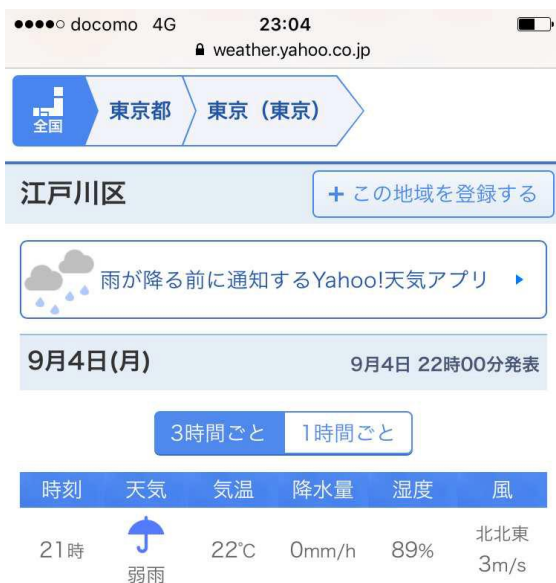 docomo 4G 23:04
weather.yahoo.co.jp
全国 東京都 東京（東京）
江戸川区 + この地域を登録する
雨が降る前に通知するYahoo!天気アプリ
9月4日(月) 9月4日 22時00分発表
3時間ごと 1時間ごと
時刻 天気 気温 降水量 湿度 風
21時 弱雨 22℃ 0mm/h 89% 北北東 3m/s